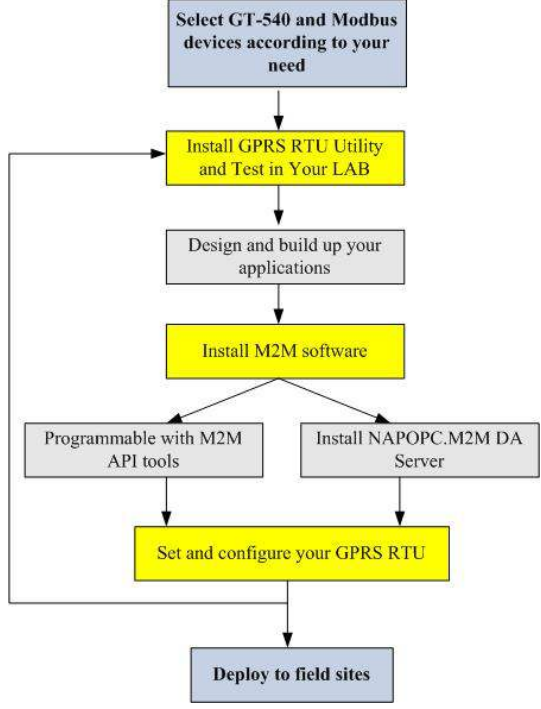 Select GT-540 and Modbus
devices according to your
need
Install GPRS RTU Utility
and Test in Your LAB
Design and build up your
applications
Install M2M software
Programmable with M2M
API tools
Install NAPOPC.M2M DA
Server
Set and configure your GPRS RTU
Deploy to field sites